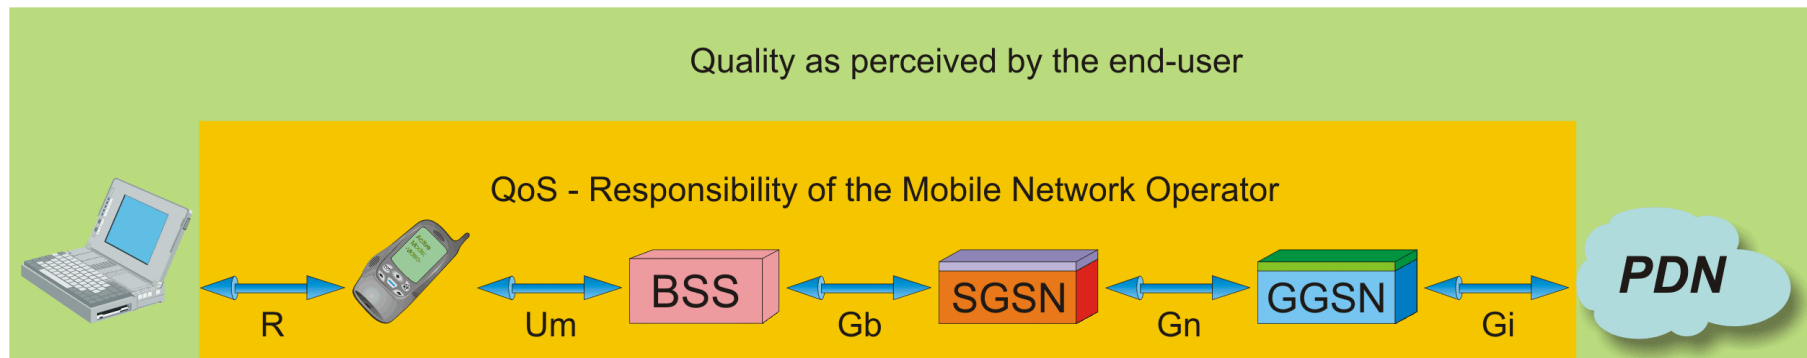 Quality as perceived by the end-user
QoS - Responsibility of the Mobile Network Operator
Active
BSS
SGSN
GGSN
PDN
R
Um
Gb
Gn
Gi